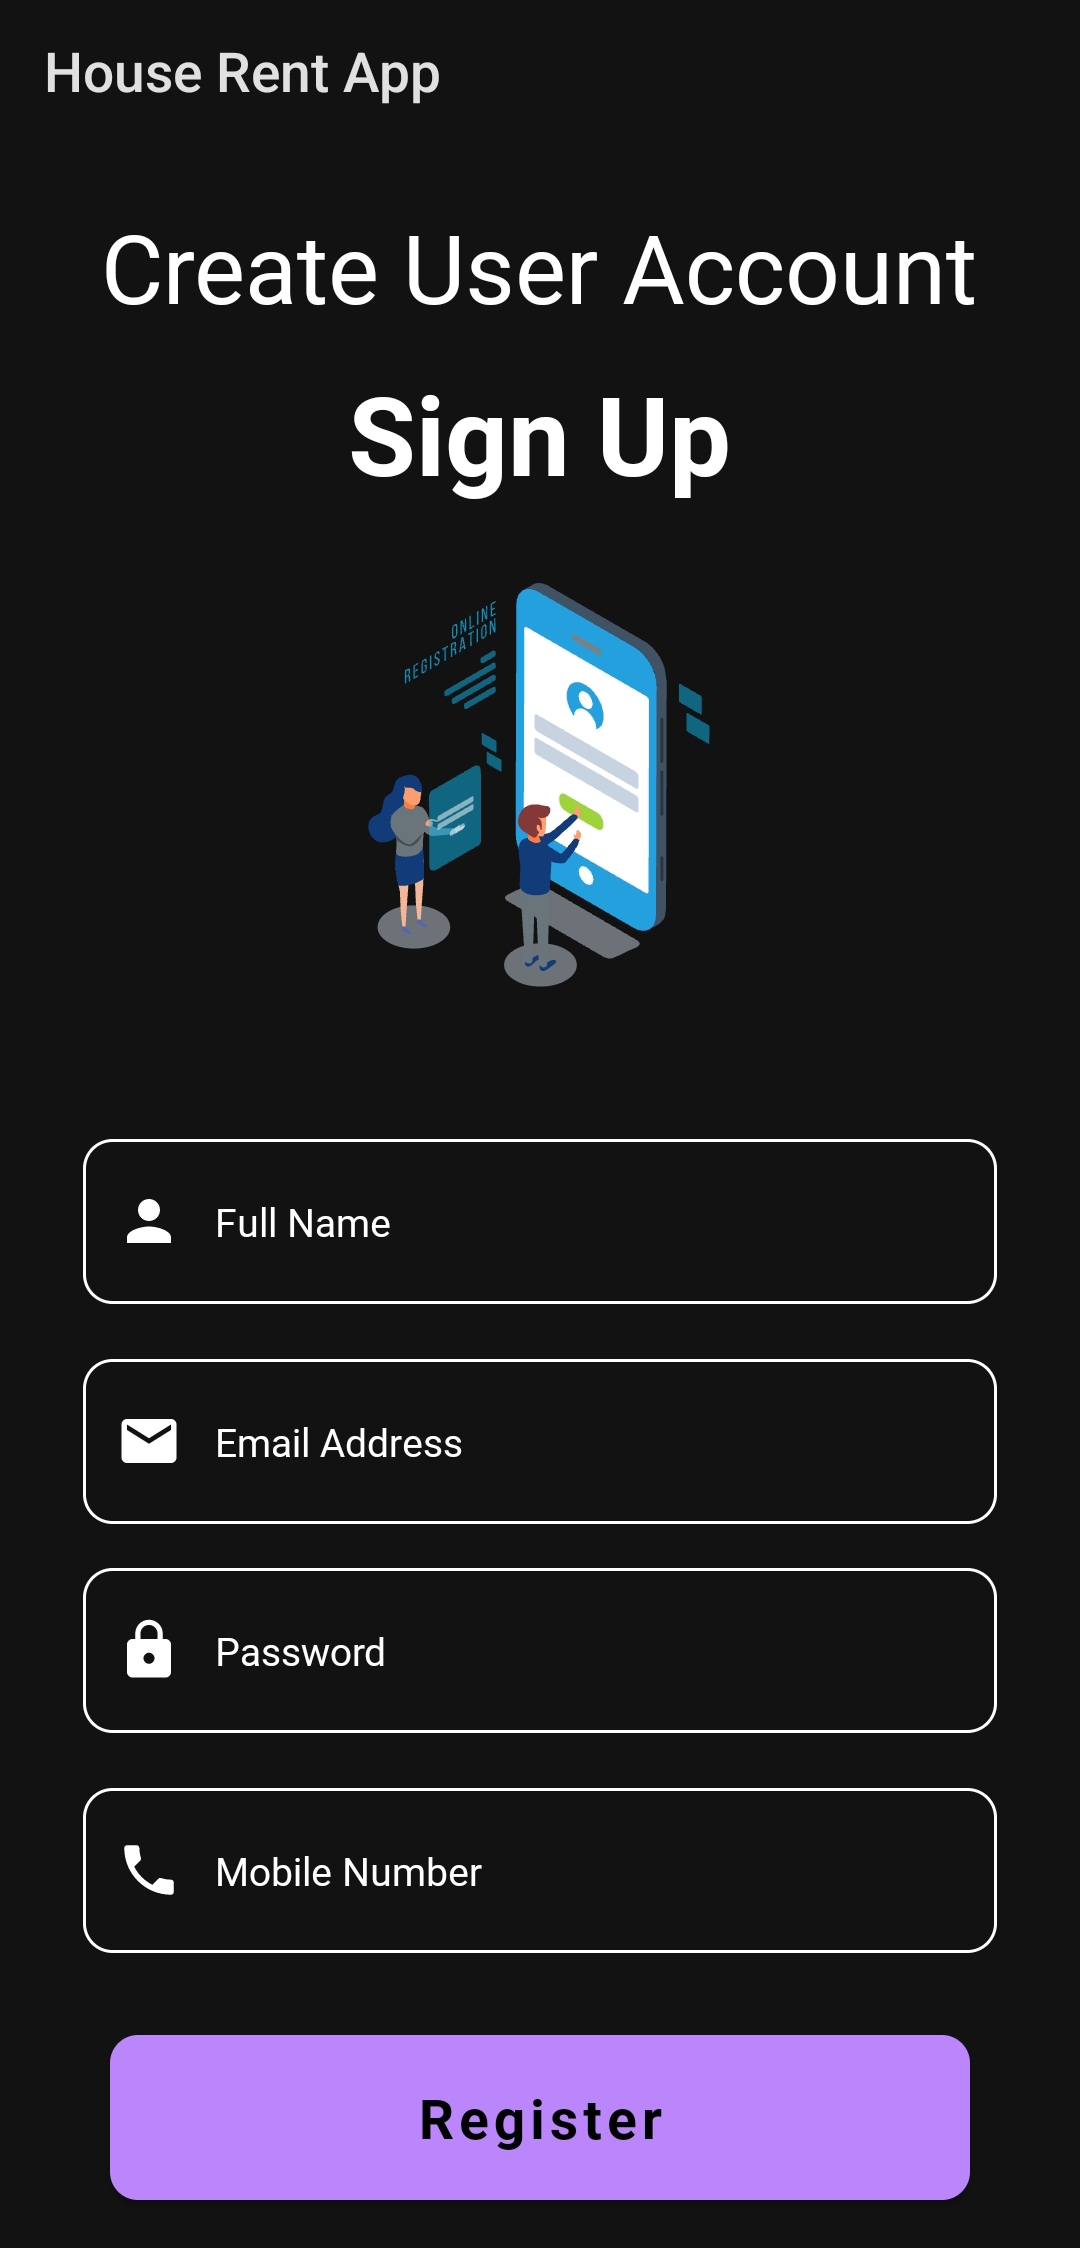 House Rent App
Create User Account
Sign Up
ONLINE
REGISTRATION
Full Name
Email Address
Password
Mobile Number
Register